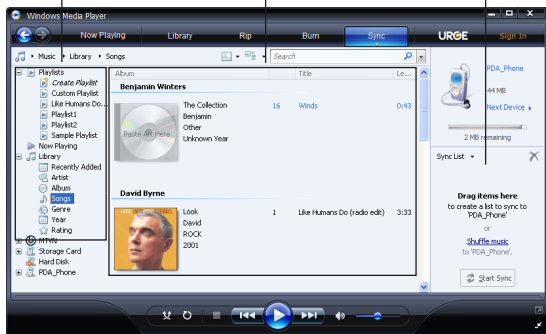 Windows Media Player
Now Playing Library Rip Burn Sync URGE Sign In
Music Library Songs Search
Playlists
Create Playlist
Custom Playlist
Like Humans Do...
Playlist1
Playlist2
Sample Playlist
Now Playing
Library
Recently Added
Artist
Album
Songs
Genre
Year
Rating
MTVN
Storage Card
Hard Disk
PDA_Phone
Album Title Le...
Benjamin Winters
Paste Art Here
The Collection 16 Winds 0:43
Benjamin
Other
Unknown Year
David Byrne
Look 1 Like Humans Do (radio edit) 3:33
David
ROCK
2001
PDA_Phone
44 MB
Next Device
2 MB remaining
Sync List
Drag items here
to create a list to sync to
'PDA_Phone'
or
Shuffle music
to 'PDA_Phone'.
Start Sync